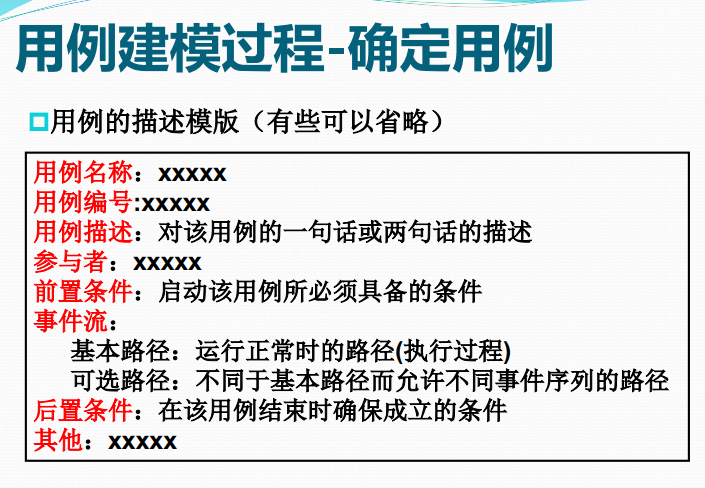 用例建模过程-确定用例
用例的描述模版（有些可以省略）
用例名称：xxxxx
用例编号:xxxxx
用例描述：对该用例的一句话或两句话的描述
参与者：xxxxx
前置条件：启动该用例所必须具备的条件
事件流：
基本路径：运行正常时的路径(执行过程)
可选路径：不同于基本路径而允许不同事件序列的路径
后置条件：在该用例结束时确保成立的条件
其他：xxxxx